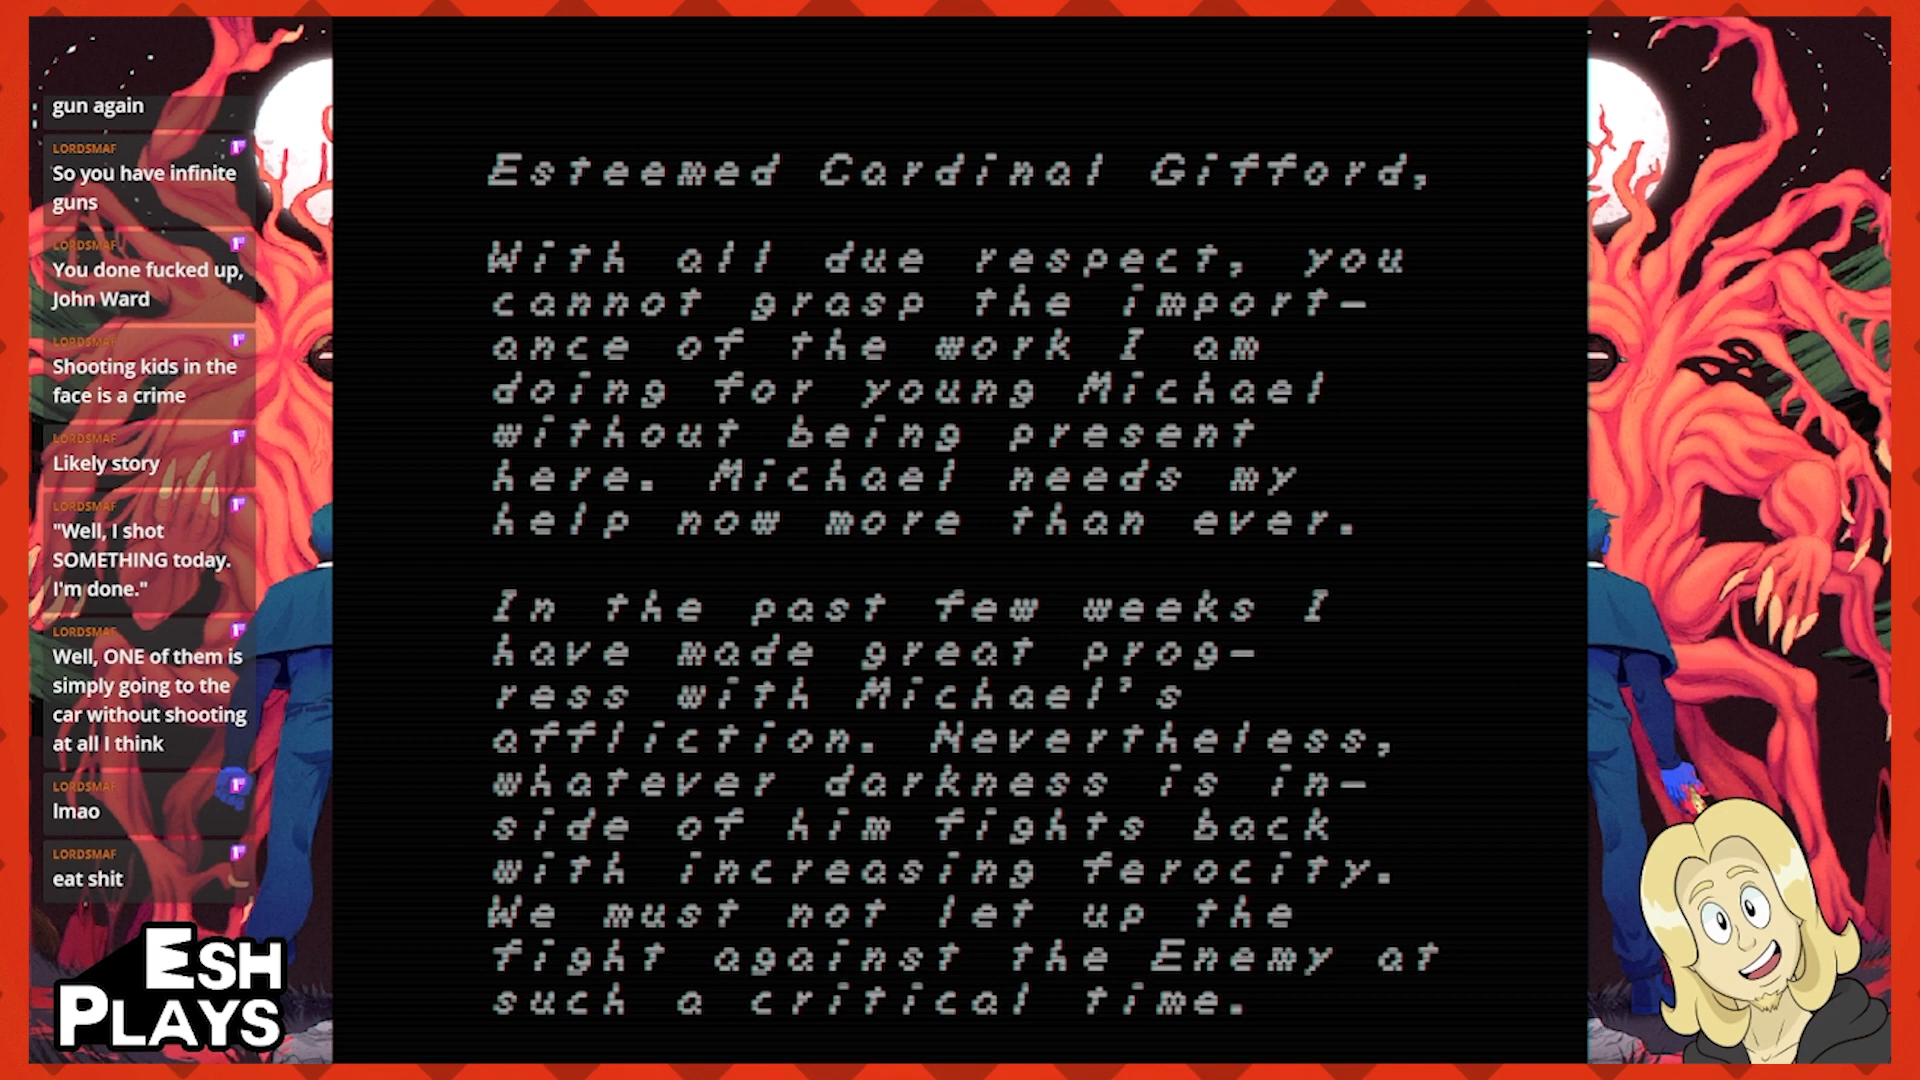 gun again
LORDSMAF
So you have infinite
guns
LORDSMAF
You done fucked up,
John Ward
LORDSMAF
Shooting kids in the
face is a crime
LORDSMAF
Likely story
LORDSMAF
"Well, I shot
SOMETHING today.
I'm done."
LORDSMAF
Well, ONE of them is
simply going to the
car without shooting
at all I think
LORDSMAF
lmao
LORDSMAF
eat shit
ESH
PLAYS
Esteemed Cardinal Gifford,
With all due respect, you
cannot grasp the import-
ance of the work I am
doing for young Michael
without being present
here. Michael needs my
help now more than ever.
In the past few weeks I
have made great prog-
ress with Michael's
affliction. Nevertheless,
whatever darkness is in-
side of him fights back
with increasing ferocity.
We must not let up the
fight against the Enemy at
such a critical time.